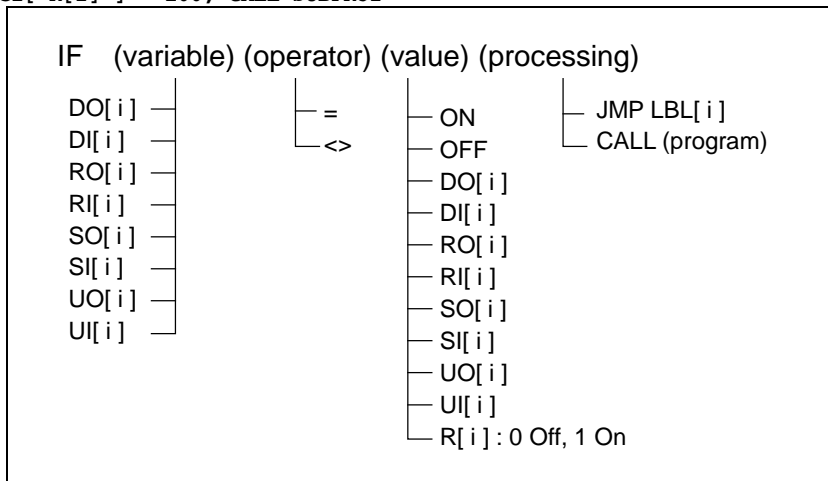 IF (variable) (operator) (value) (processing)
DO[ i ]
DI[ i ]
RO[ i ]
RI[ i ]
SO[ i ]
SI[ i ]
UO[ i ]
UI[ i ]
=
<>
ON
OFF
DO[ i ]
DI[ i ]
RO[ i ]
RI[ i ]
SO[ i ]
SI[ i ]
UO[ i ]
UI[ i ]
R[ i ] : 0 Off, 1 On
JMP LBL[ i ]
CALL (program)